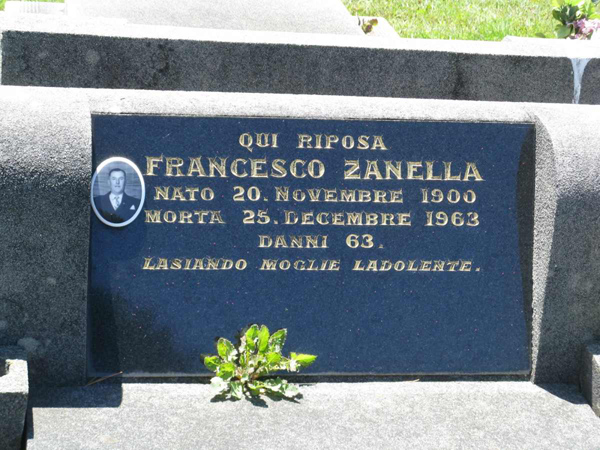 QUI RIPOSA
FRANCESCO ZANELLA
NATO 20. NOVEMBRE 1900
MORTA 25. DECEMBRE 1963
DANNI 63.
LASIANDO MOGLIE LADOLENTE.